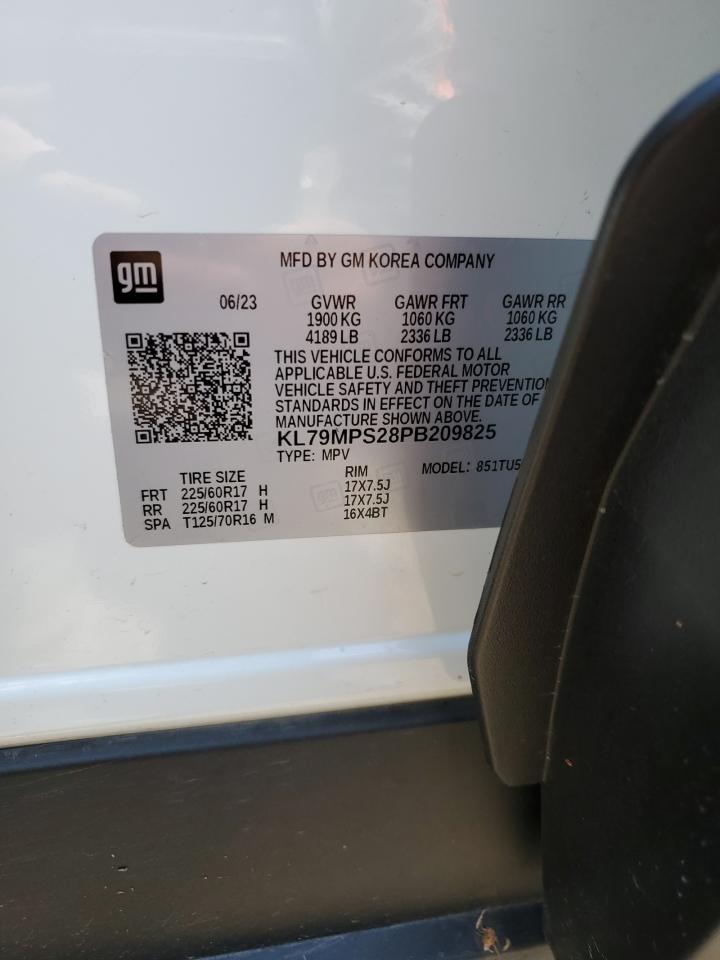 gm
MFD BY GM KOREA COMPANY
06/23 GVWR GAWR FRT GAWR RR
1900 KG 1060 KG 1060 KG
4189 LB 2336 LB 2336 LB
THIS VEHICLE CONFORMS TO ALL
APPLICABLE U.S. FEDERAL MOTOR
VEHICLE SAFETY AND THEFT PREVENTION
STANDARDS IN EFFECT ON THE DATE OF
MANUFACTURE SHOWN ABOVE.
KL79MPS28PB209825
TYPE: MPV MODEL: 851TU5
TIRE SIZE RIM
FRT 225/60R17 H 17X7.5J
RR 225/60R17 H 17X7.5J
SPA T125/70R16 M 16X4BT